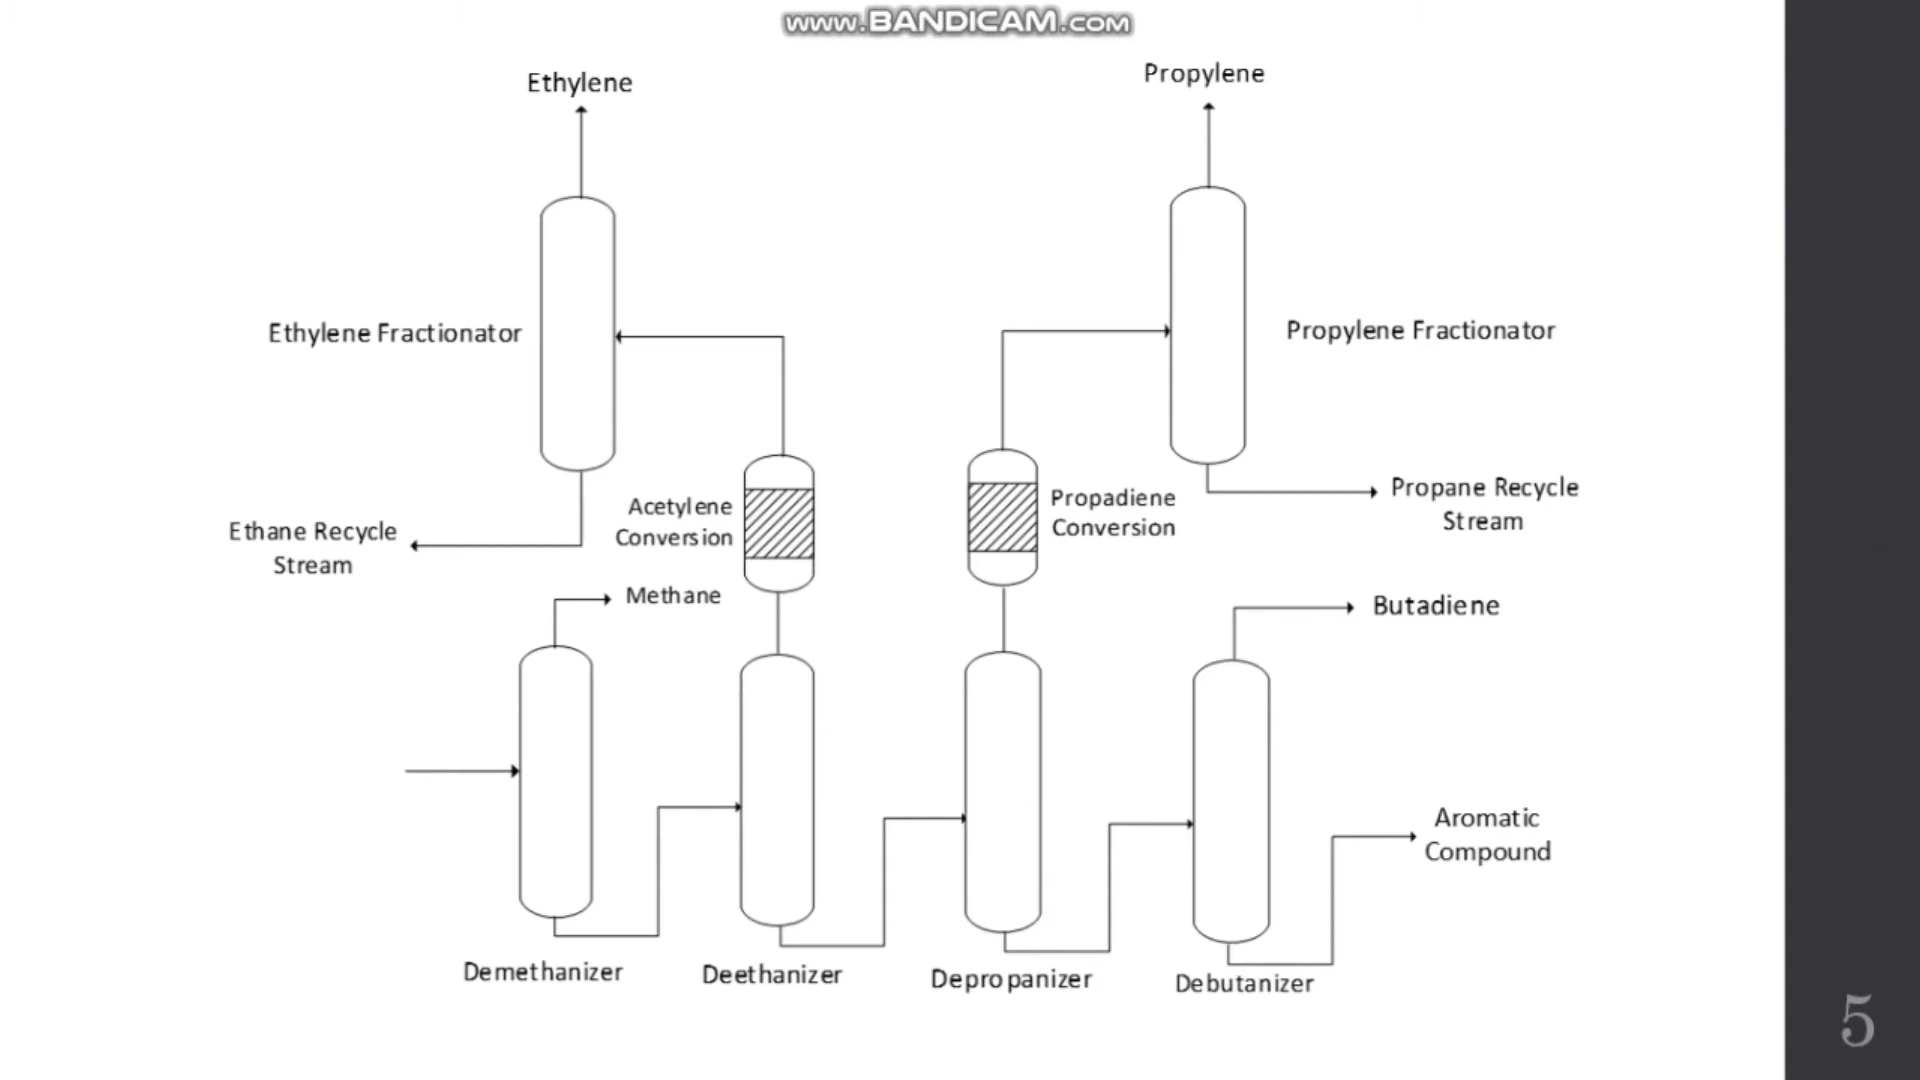 www.BANDICAM.com
Ethylene
Propylene
Ethylene Fractionator
Propylene Fractionator
Acetylene
Conversion
Propadiene
Conversion
Propane Recycle
Stream
Ethane Recycle
Stream
Methane
Butadiene
Aromatic
Compound
Demethanizer
Deethanizer
Depropanizer
Debutanizer
5